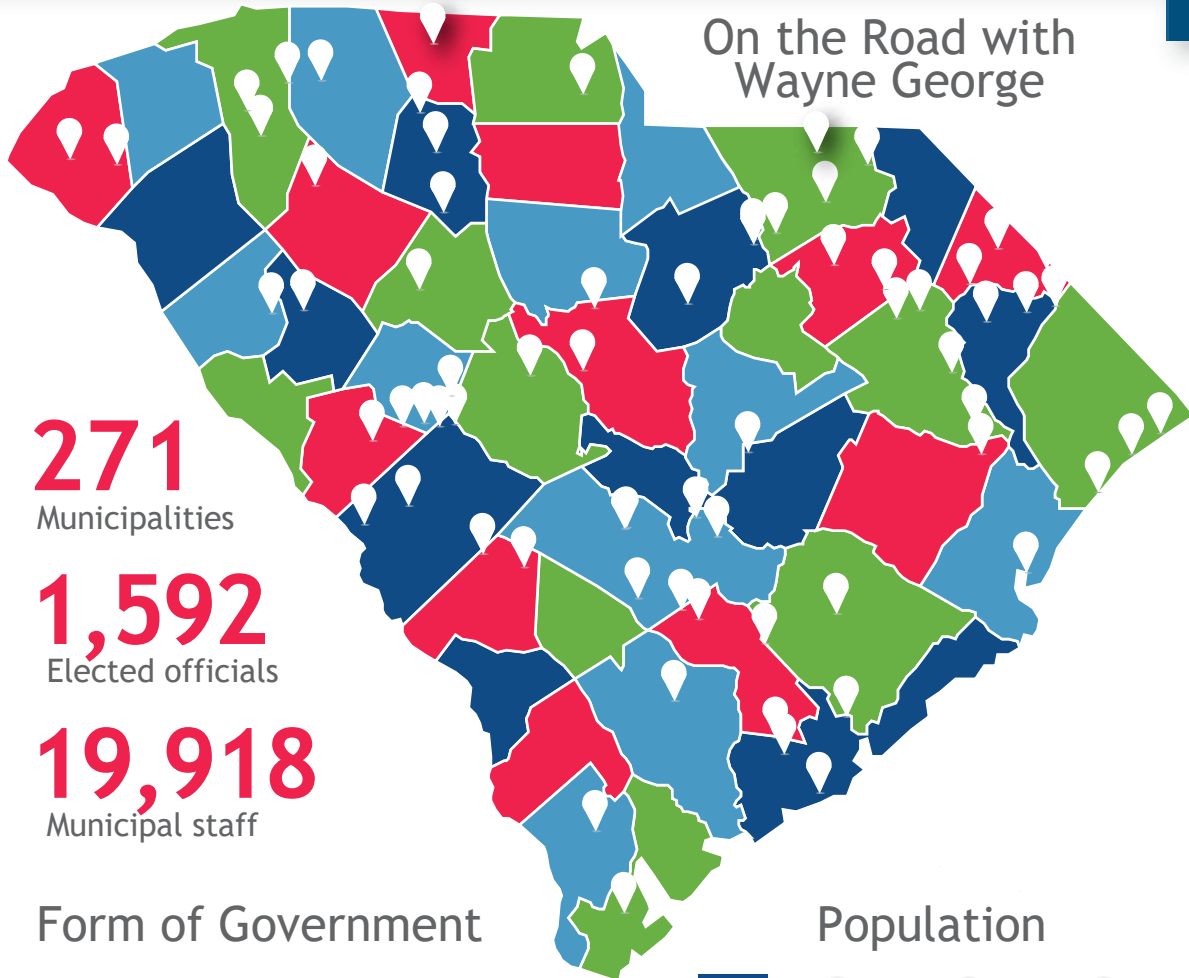 On the Road with
Wayne George
271
Municipalities
1,592
Elected officials
19,918
Municipal staff
Form of Government
Population